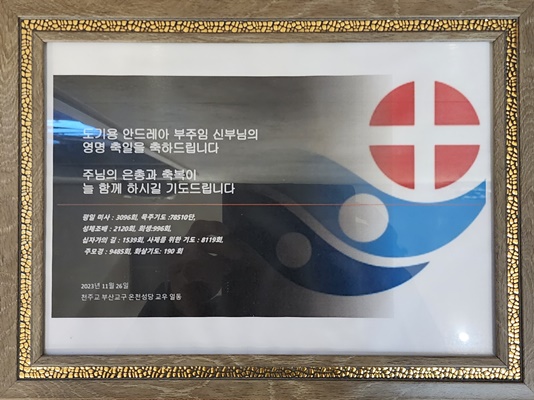 도기용 안드레아 부주임 신부님의
영명 축일을 축하드립니다
주님의 은총과 축복이
늘 함께 하시길 기도드립니다
평일 미사 : 3096회, 묵주기도 :78510단,
성체조배 : 2120회, 희생:996회,
십자가의 길 : 1539회, 사제를 위한 기도 : 8119회,
주모경 : 9485회, 화살기도: 190 회
2023년 11월 26일
천주교 부산교구 온천성당 교우 일동